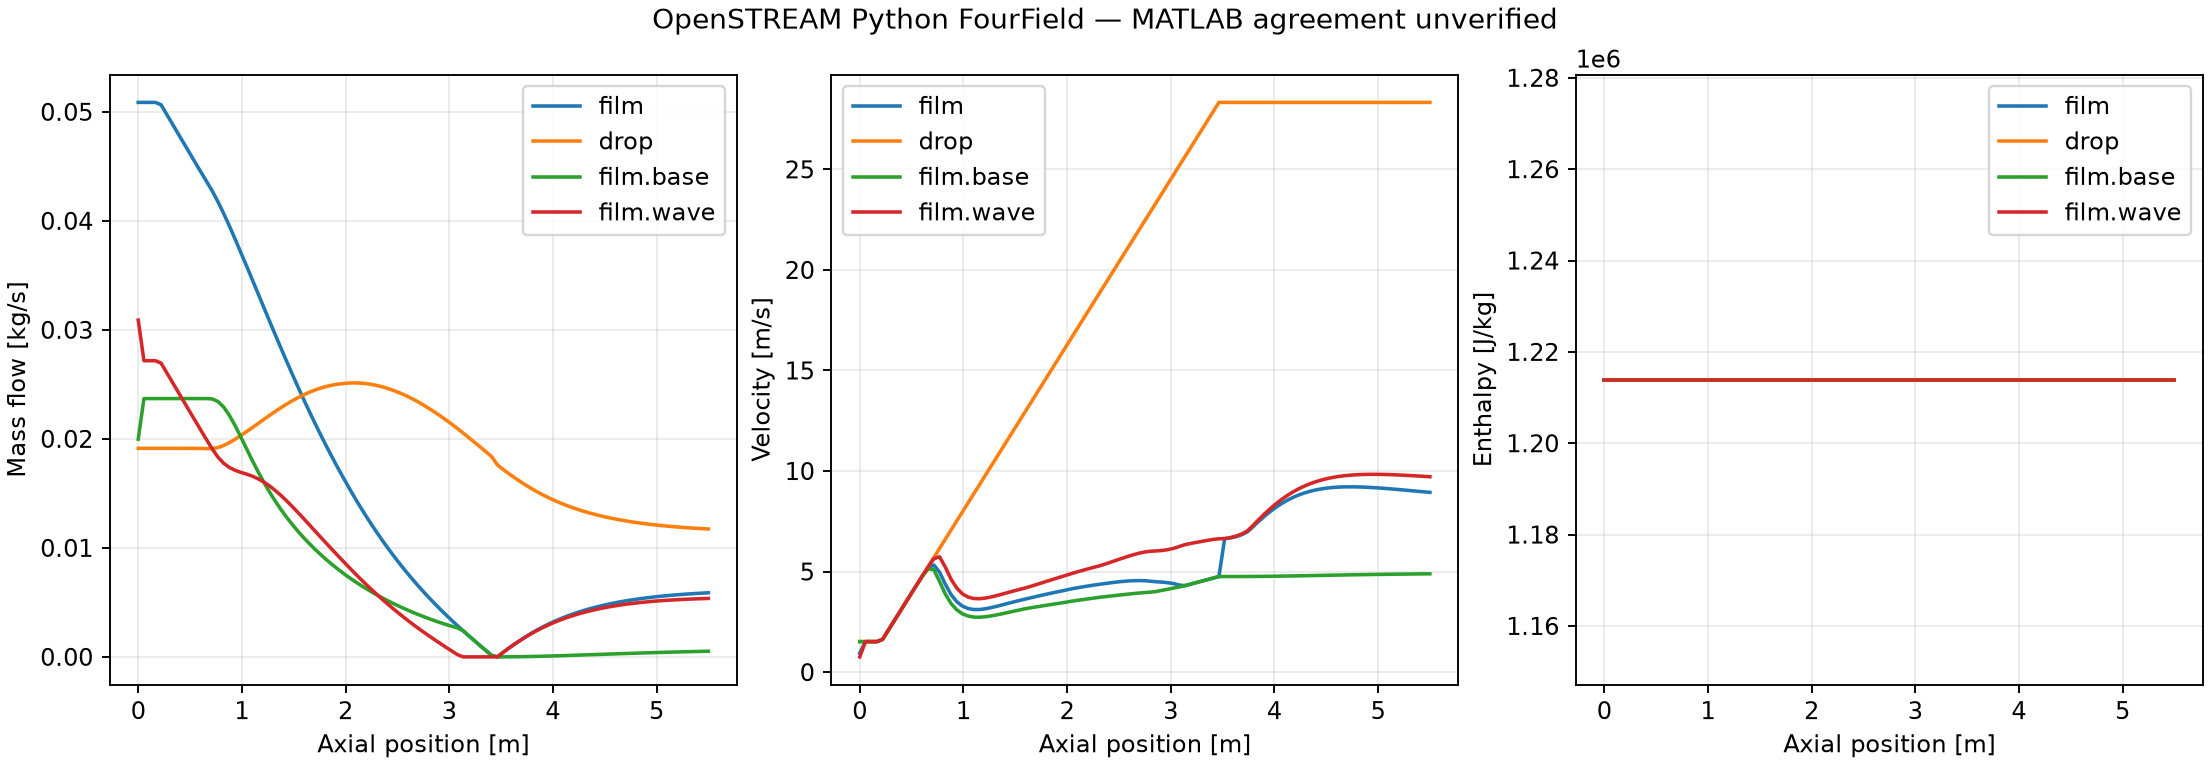 OpenSTREAM Python FourField — MATLAB agreement unverified
Mass flow [kg/s]
0.05
0.04
0.03
0.02
0.01
0.00
film
drop
film.base
film.wave
0 1 2 3 4 5
Axial position [m]
Velocity [m/s]
25
20
15
10
5
0
film
drop
film.base
film.wave
0 1 2 3 4 5
Axial position [m]
1e6
Enthalpy [J/kg]
1.28
1.26
1.24
1.22
1.20
1.18
1.16
film
drop
film.base
film.wave
0 1 2 3 4 5
Axial position [m]